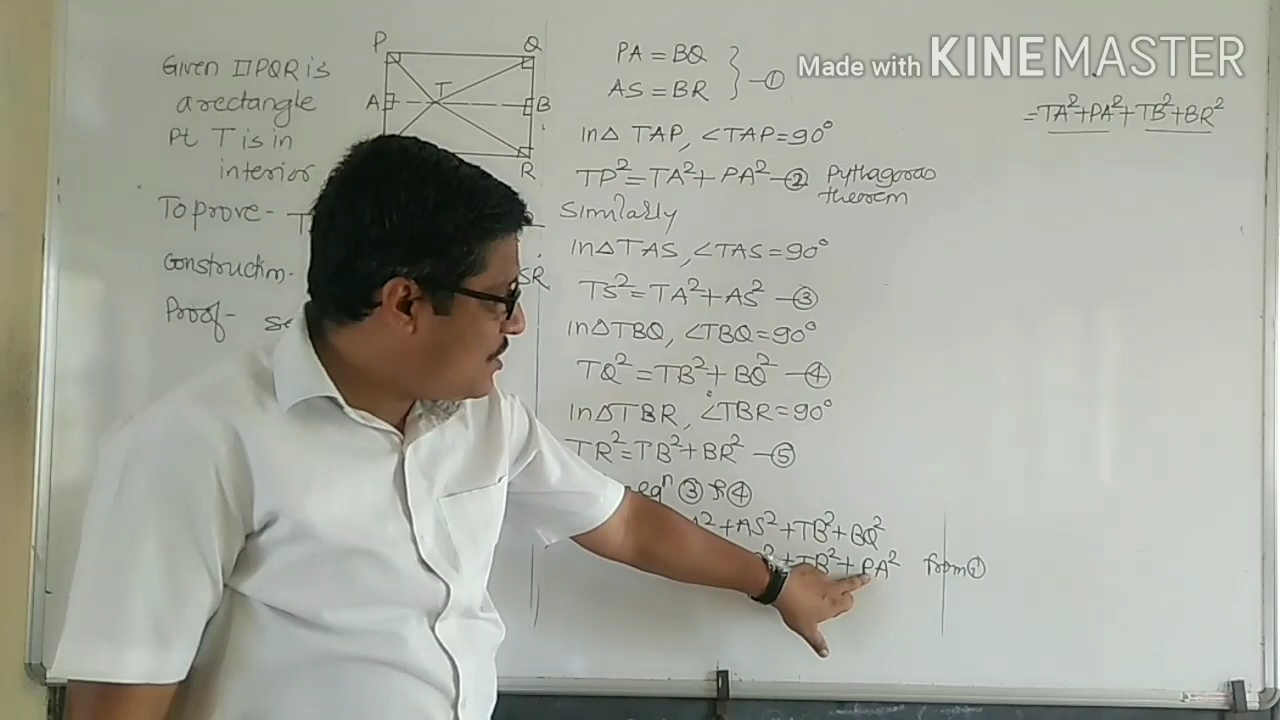 Given □PQR is
a rectangle
Pt T is in
interior
To prove - T
Construction -
SR
Proof -
P
Q
A
T
B
R
PA = BQ
AS = BR } —①
In △ TAP, ∠TAP = 90°
TP² = TA² + PA² —② Pythagoras
theorem
Similarly
In △ TAS, ∠TAS = 90°
TS² = TA² + AS² —③
In △TBQ, ∠TBQ = 90°
TQ² = TB² + BQ² —④
In △TBR, ∠TBR = 90°
TR² = TB² + BR² —⑤
eqⁿ ③ & ④
A² + AS² + TB² + BQ²
+ TB² + PA² from ①
Made with KINEMASTER
= TA² + PA² + TB² + BR²